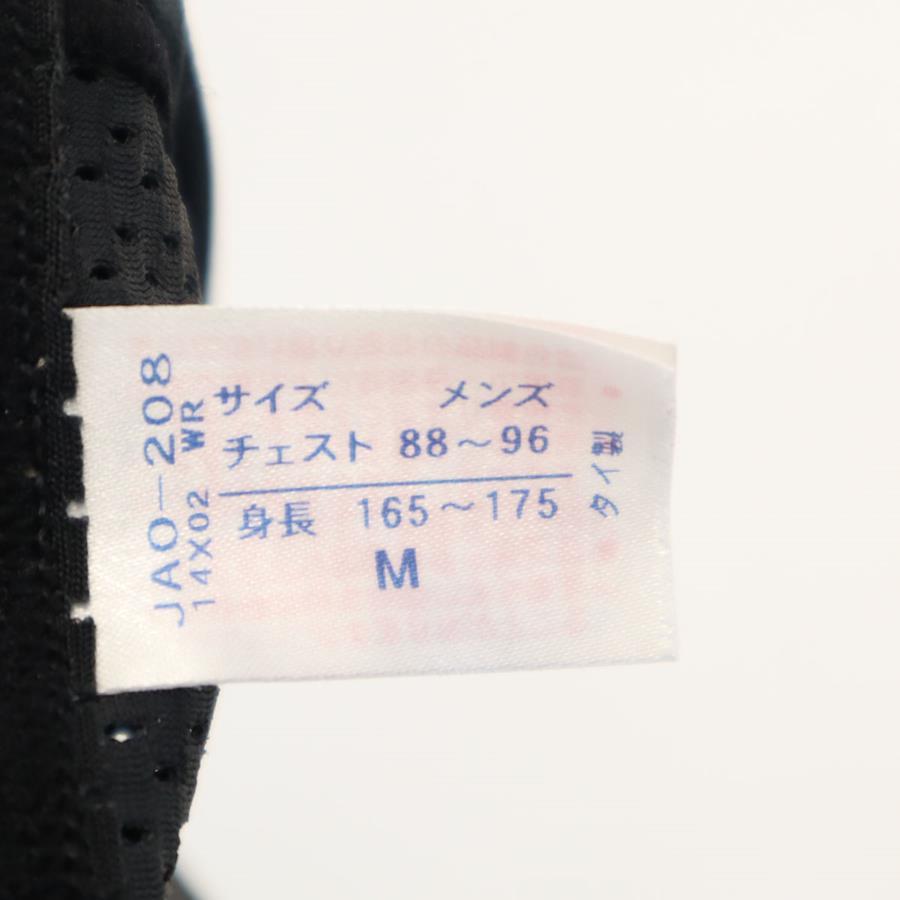 サイズ メンズ
チェスト 88〜96
身長 165〜175
M
JAO-208
14X02 WR
タイ製